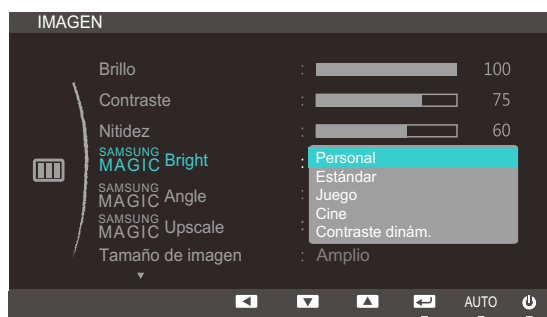 IMAGEN
Brillo : 100
Contraste : 75
Nitidez : 60
SAMSUNG MAGIC Bright :
Personal
Estándar
Juego
Cine
Contraste dinám.
SAMSUNG MAGIC Angle :
SAMSUNG MAGIC Upscale :
Tamaño de imagen : Amplio
AUTO